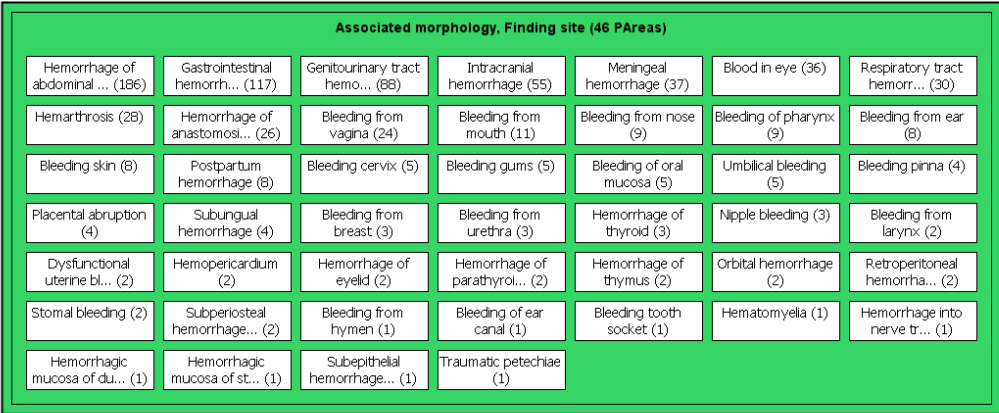 Associated morphology, Finding site (46 PAreas)
Hemorrhage of
abdominal ... (186)
Gastrointestinal
hemorrh... (117)
Genitourinary tract
hemo... (88)
Intracranial
hemorrhage (55)
Meningeal
hemorrhage (37)
Blood in eye (36)
Respiratory tract
hemorr... (30)
Hemarthrosis (28)
Hemorrhage of
anastomosi... (26)
Bleeding from
vagina (24)
Bleeding from
mouth (11)
Bleeding from nose
(9)
Bleeding of pharynx
(9)
Bleeding from ear
(8)
Bleeding skin (8)
Postpartum
hemorrhage (8)
Bleeding cervix (5)
Bleeding gums (5)
Bleeding of oral
mucosa (5)
Umbilical bleeding
(5)
Bleeding pinna (4)
Placental abruption
(4)
Subungual
hemorrhage (4)
Bleeding from
breast (3)
Bleeding from
urethra (3)
Hemorrhage of
thyroid (3)
Nipple bleeding (3)
Bleeding from
larynx (2)
Dysfunctional
uterine bl... (2)
Hemopericardium
(2)
Hemorrhage of
eyelid (2)
Hemorrhage of
parathyroi... (2)
Hemorrhage of
thymus (2)
Orbital hemorrhage
(2)
Retroperitoneal
hemorrha... (2)
Stomal bleeding (2)
Subperiosteal
hemorrhage... (2)
Bleeding from
hymen (1)
Bleeding of ear
canal (1)
Bleeding tooth
socket (1)
Hematomyelia (1)
Hemorrhage into
nerve tr... (1)
Hemorrhagic
mucosa of du... (1)
Hemorrhagic
mucosa of st... (1)
Subepithelial
hemorrhage... (1)
Traumatic petechiae
(1)